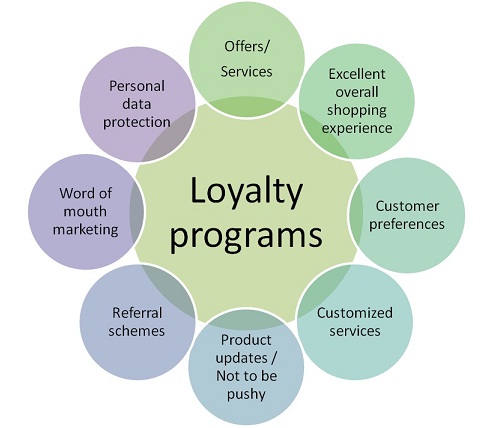 Offers/
Services
Excellent
overall
shopping
experience
Customer
preferences
Customized
services
Product
updates /
Not to be
pushy
Referral
schemes
Word of
mouth
marketing
Personal
data
protection
Loyalty
programs